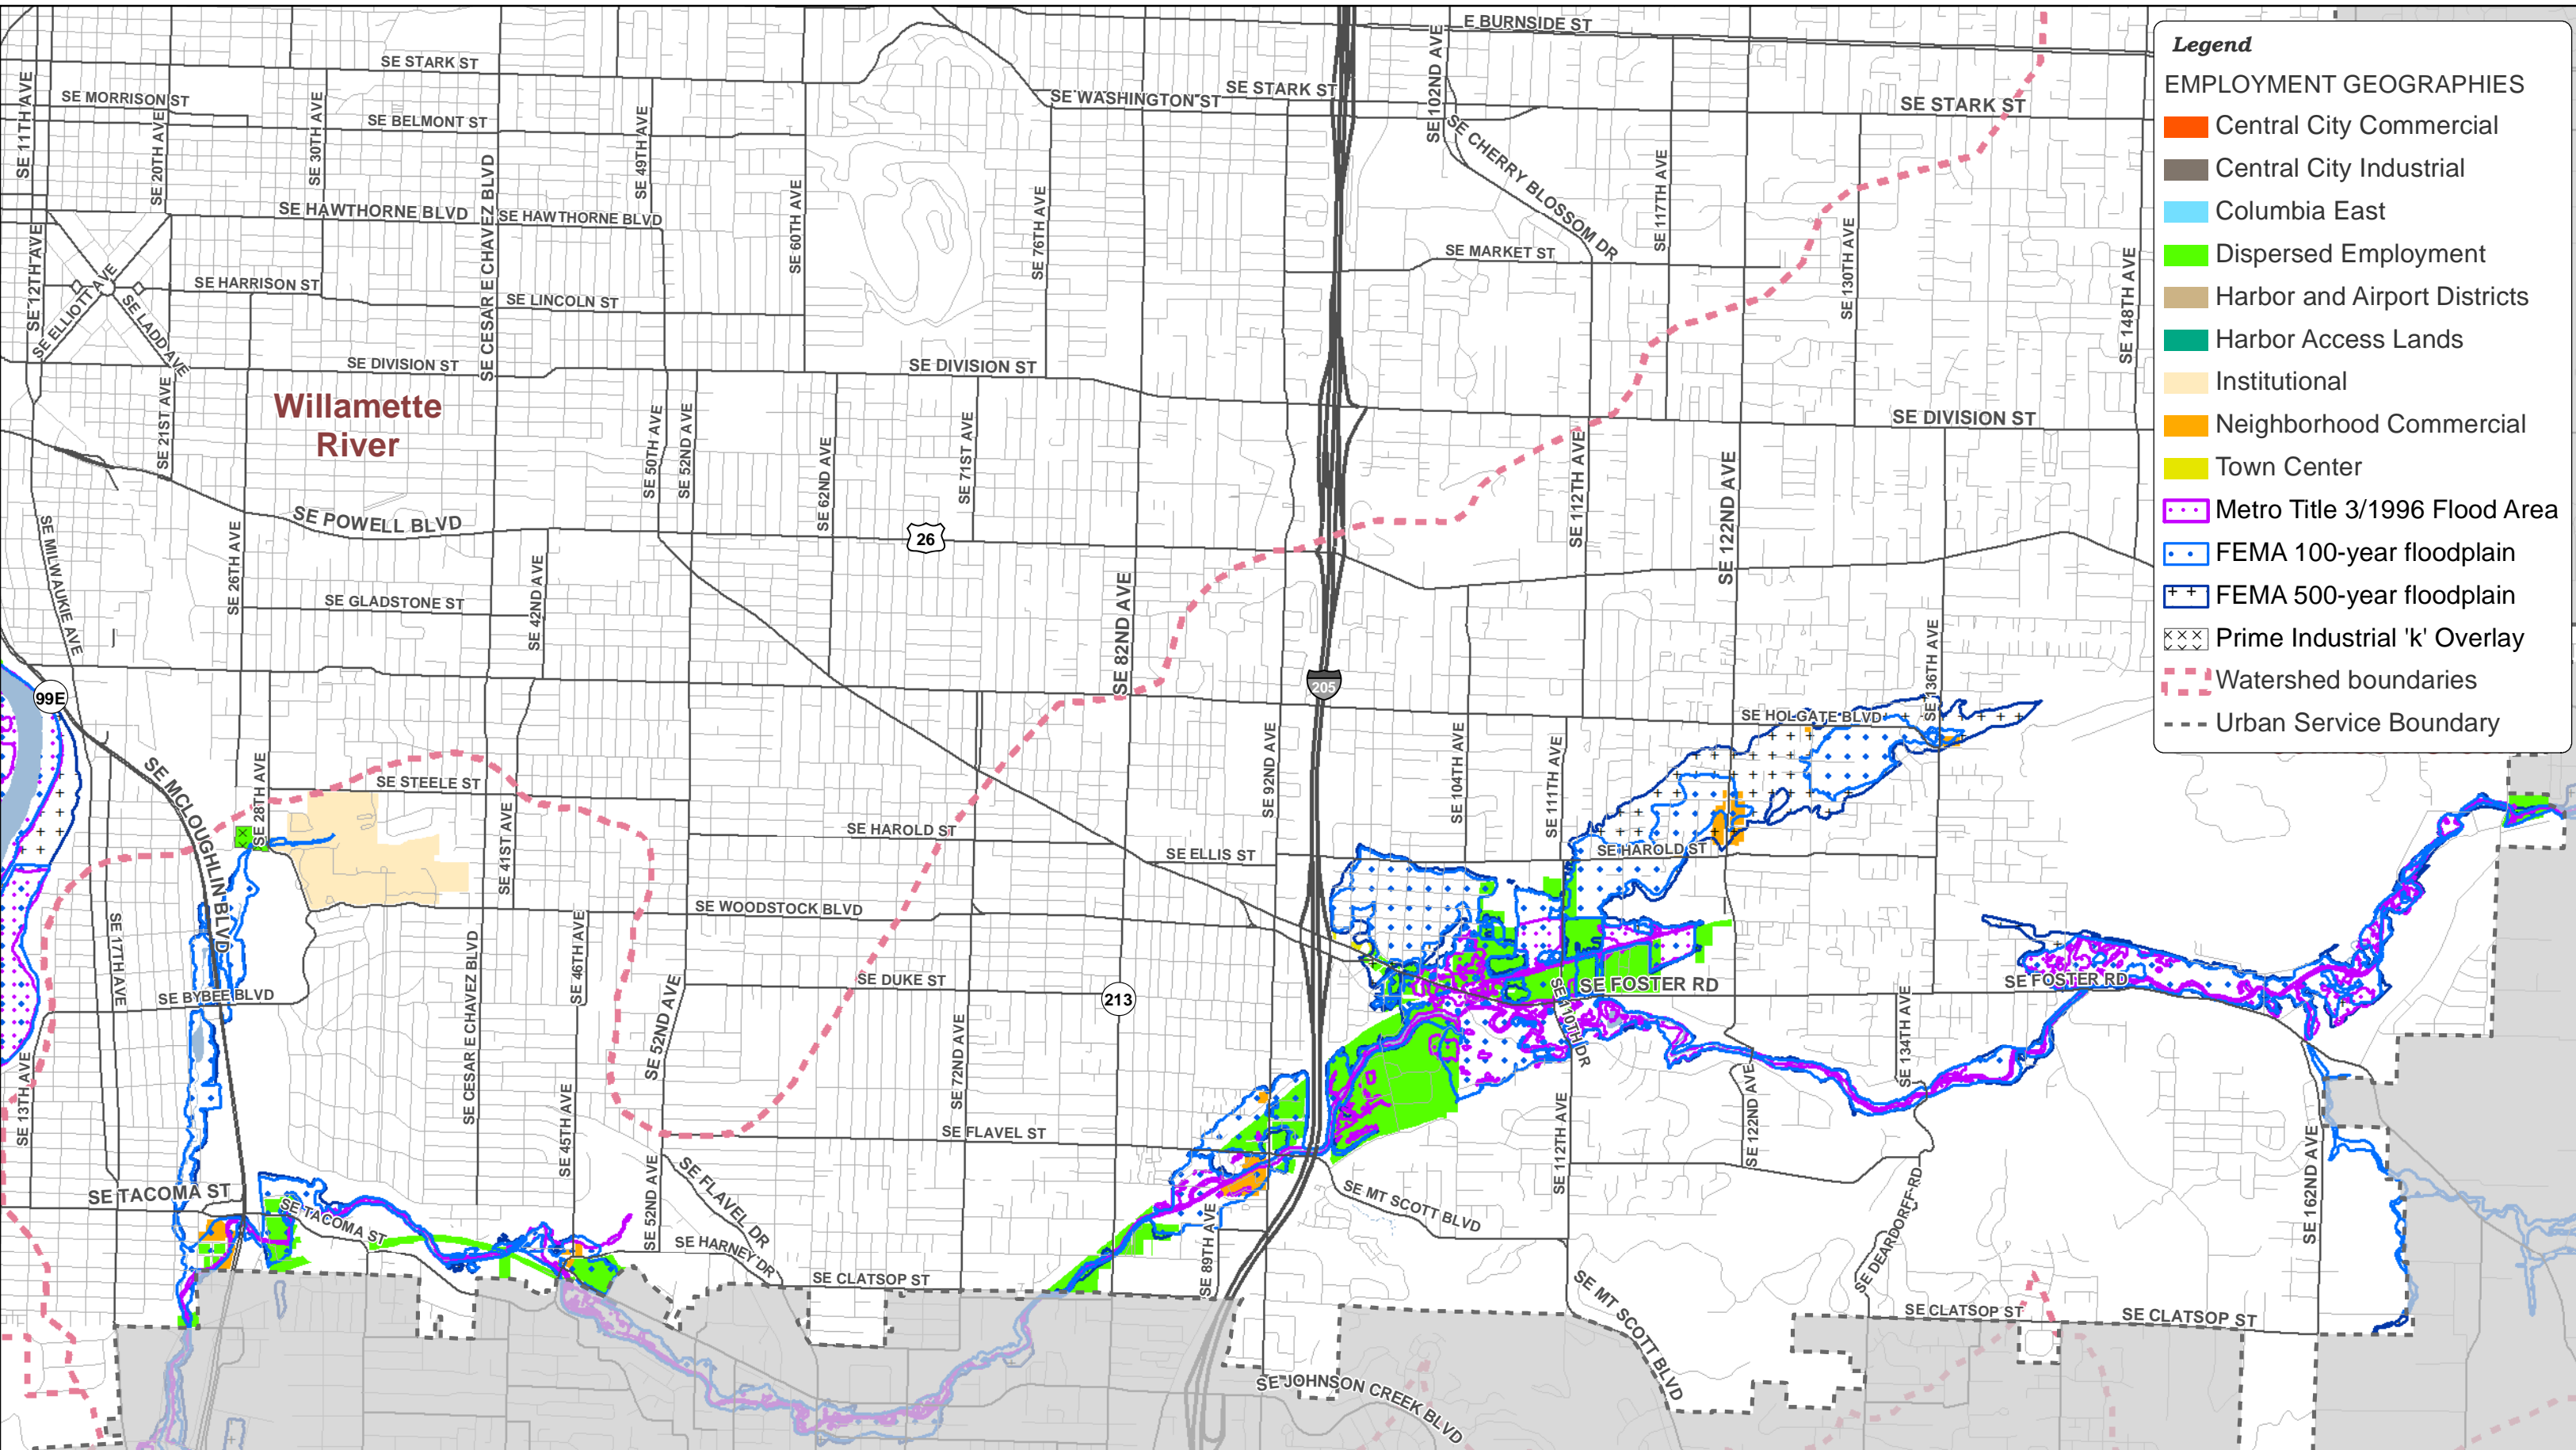 E BURNSIDE ST
SE STARK ST
SE STARK ST
SE STARK ST
SE MORRISON ST
SE WASHINGTON ST
SE BELMONT ST
SE 11TH AVE
SE 20TH AVE
SE 30TH AVE
SE 49TH AVE
SE 102ND AVE
SE CHERRY BLOSSOM DR
SE 117TH AVE
SE CESAR E CHAVEZ BLVD
SE HAWTHORNE BLVD
SE HAWTHORNE BLVD
SE 60TH AVE
SE 76TH AVE
SE MARKET ST
SE 130TH AVE
SE 148TH AVE
SE 12TH AVE
SE ELLIOTT AVE
SE LADD AVE
SE HARRISON ST
SE LINCOLN ST
SE DIVISION ST
SE DIVISION ST
SE DIVISION ST
Willamette
River
SE 21ST AVE
SE 50TH AVE
SE 52ND AVE
SE 62ND AVE
SE 71ST AVE
SE 112TH AVE
SE 122ND AVE
SE POWELL BLVD
26
SE MILWAUKIE AVE
SE 26TH AVE
SE 42ND AVE
SE GLADSTONE ST
SE 82ND AVE
SE 136TH AVE
205
99E
SE HOLGATE BLVD
SE MCLOUGHLIN BLVD
SE 28TH AVE
SE STEELE ST
SE 41ST AVE
SE HAROLD ST
SE ELLIS ST
SE 92ND AVE
SE 104TH AVE
SE 111TH AVE
SE HAROLD ST
SE WOODSTOCK BLVD
SE 17TH AVE
SE 46TH AVE
SE CESAR E CHAVEZ BLVD
SE DUKE ST
SE BYBEE BLVD
213
SE 52ND AVE
SE 72ND AVE
SE FOSTER RD
SE FOSTER RD
SE 110TH DR
SE 134TH AVE
SE 13TH AVE
SE 45TH AVE
SE FLAVEL ST
SE 112TH AVE
SE 122ND AVE
SE 162ND AVE
SE TACOMA ST
SE TACOMA ST
SE 52ND AVE
SE FLAVEL DR
SE HARNEY DR
SE CLATSOP ST
SE 89TH AVE
SE MT SCOTT BLVD
SE MT SCOTT BLVD
SE DEARDORFF RD
SE CLATSOP ST
SE CLATSOP ST
SE JOHNSON CREEK BLVD
Legend
EMPLOYMENT GEOGRAPHIES
Central City Commercial
Central City Industrial
Columbia East
Dispersed Employment
Harbor and Airport Districts
Harbor Access Lands
Institutional
Neighborhood Commercial
Town Center
Metro Title 3/1996 Flood Area
FEMA 100-year floodplain
FEMA 500-year floodplain
Prime Industrial 'k' Overlay
Watershed boundaries
Urban Service Boundary